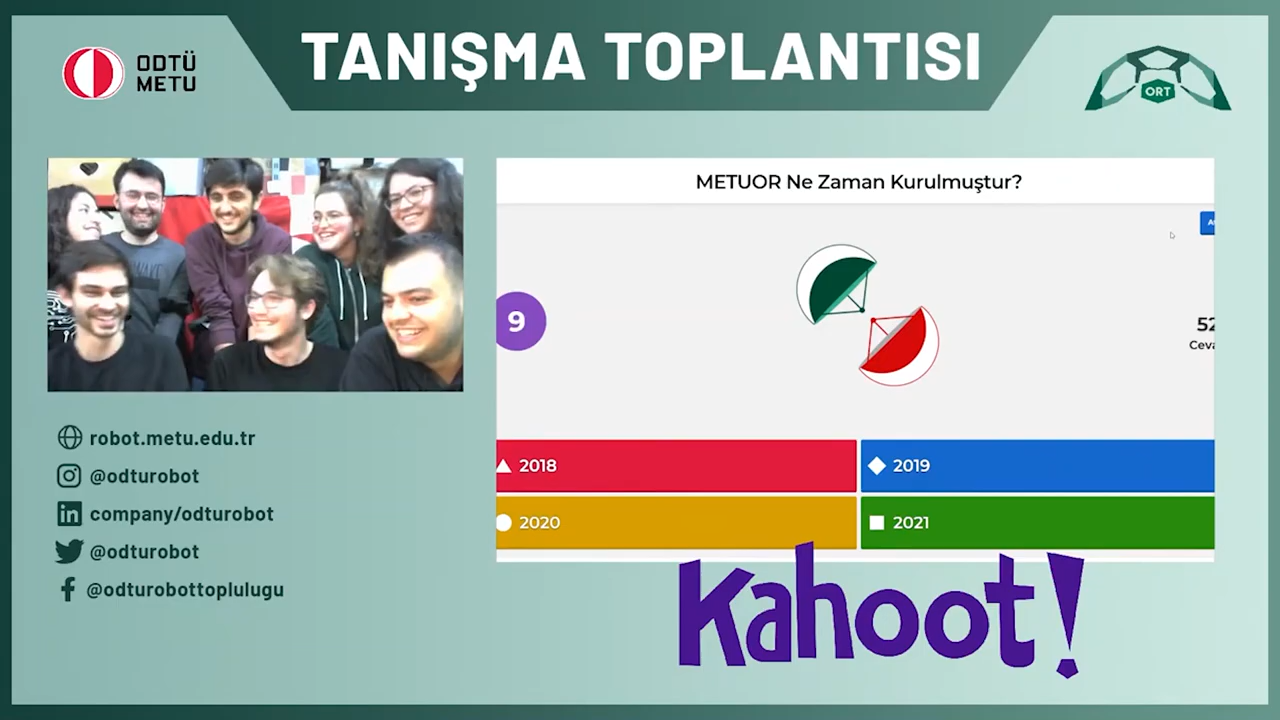 ODTÜ
METU
TANIŞMA TOPLANTISI
ORT
METUOR Ne Zaman Kurulmuştur?
9
52
2018
2019
2020
2021
robot.metu.edu.tr
@odturobot
in company/odturobot
@odturobot
@odturobottoplulugu
Kahoot!